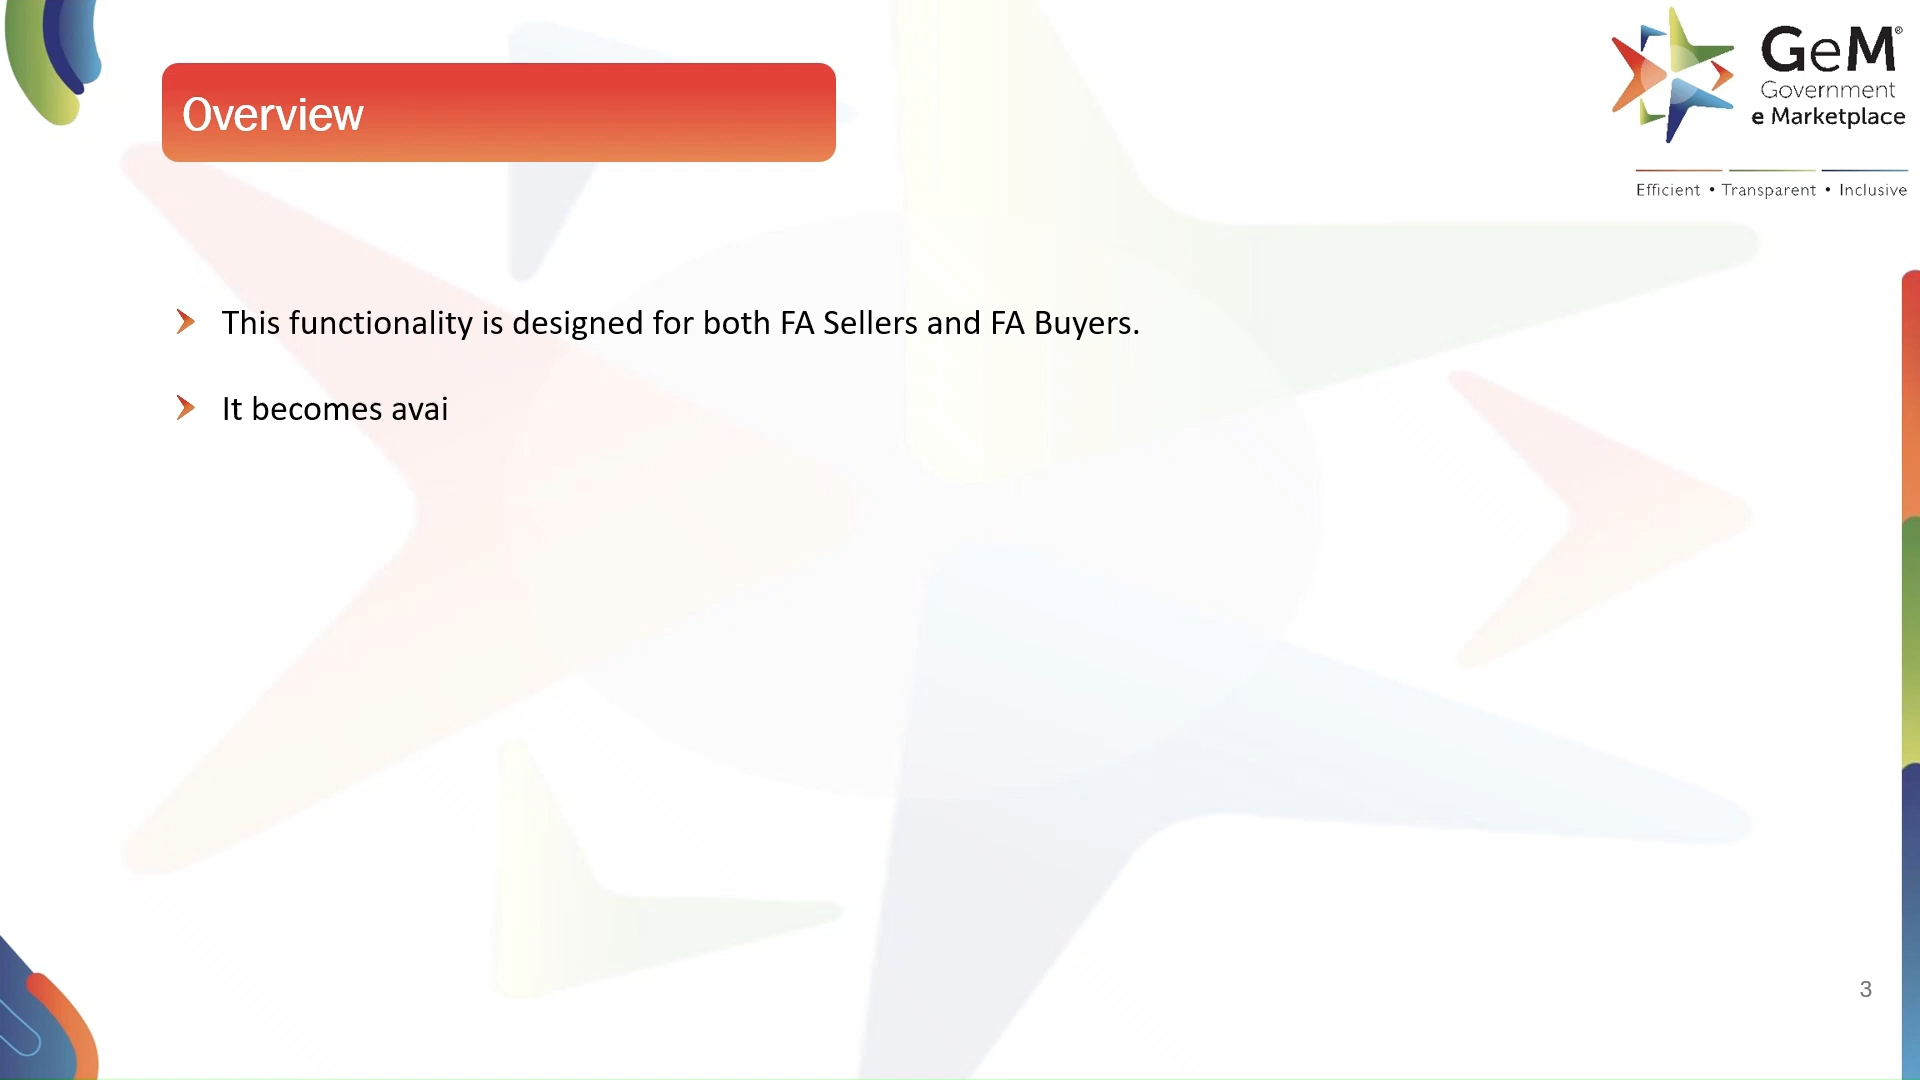 Overview
GeM®
Government
e Marketplace
Efficient • Transparent • Inclusive
This functionality is designed for both FA Sellers and FA Buyers.
It becomes avai
3